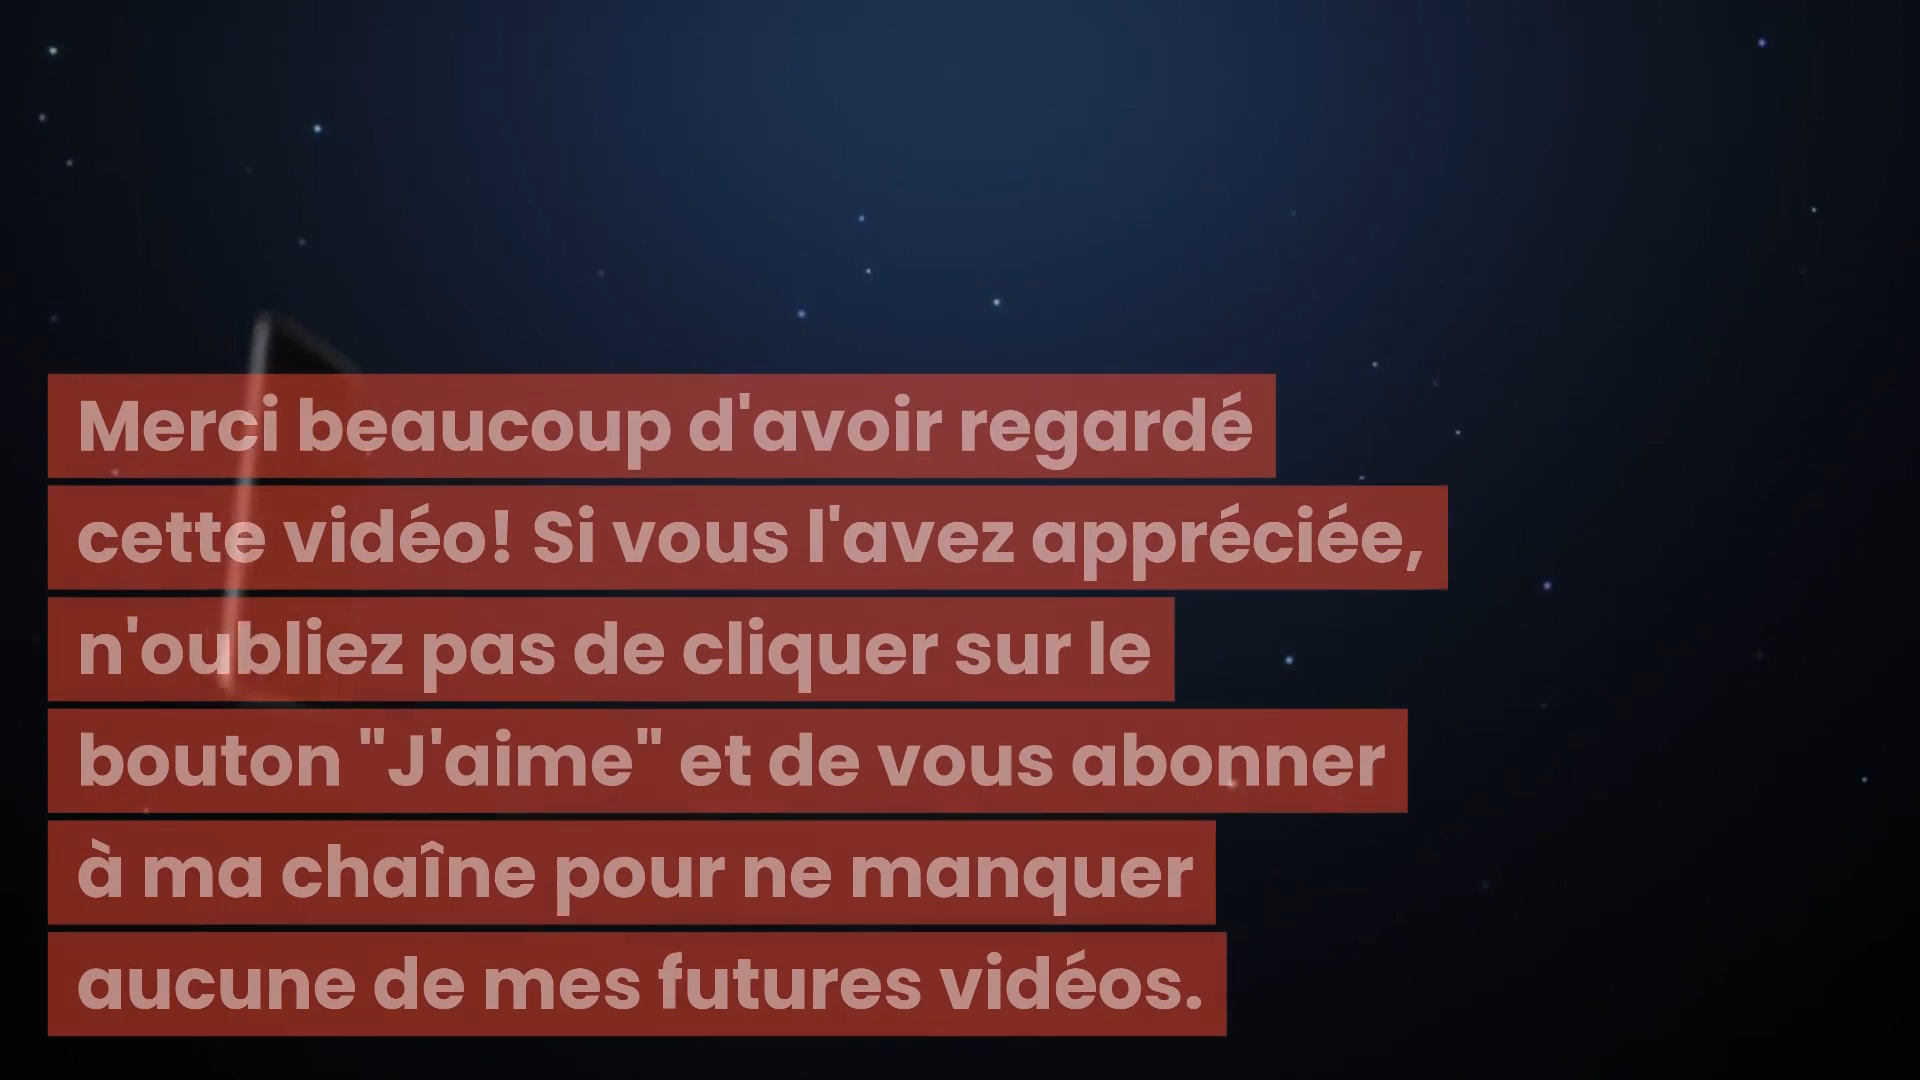 Merci beaucoup d'avoir regardé
cette vidéo! Si vous l'avez appréciée,
n'oubliez pas de cliquer sur le
bouton "J'aime" et de vous abonner
à ma chaîne pour ne manquer
aucune de mes futures vidéos.